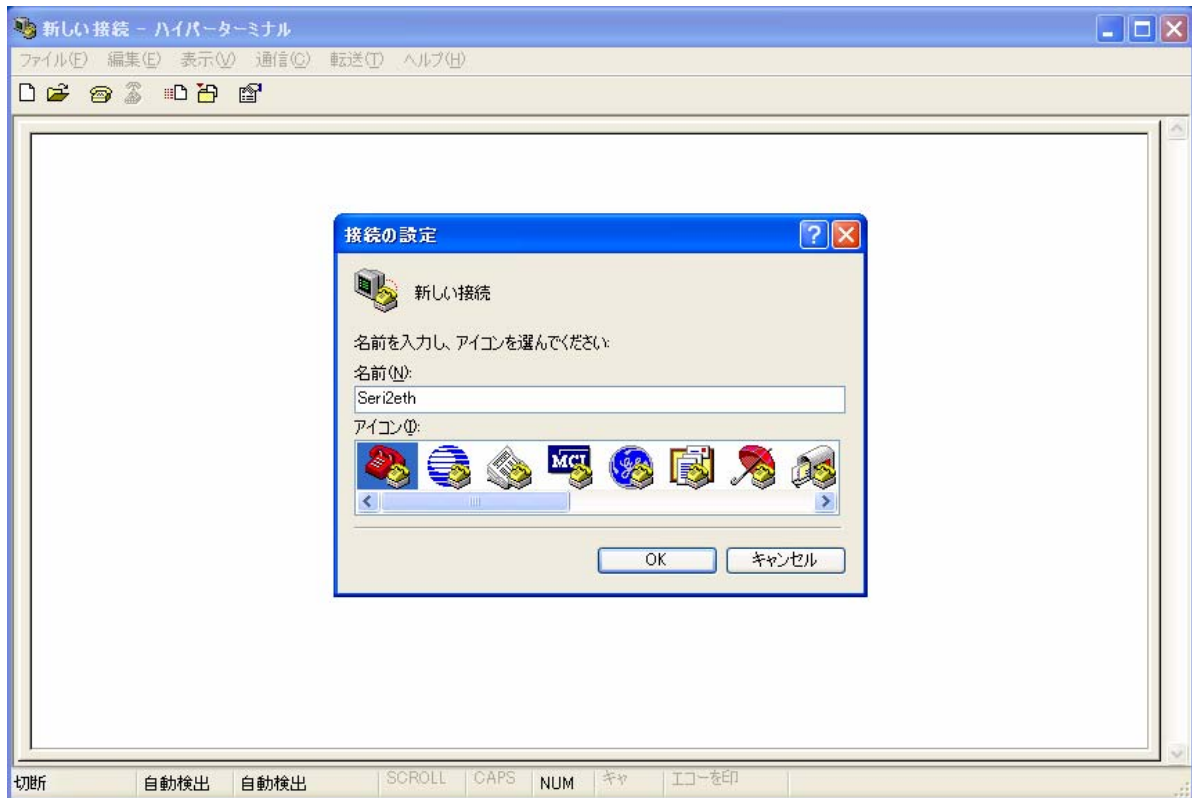 新しい接続 - ハイパーターミナル
ファイル(F) 編集(E) 表示(V) 通信(C) 転送(T) ヘルプ(H)
接続の設定
新しい接続
名前を入力し、アイコンを選んでください:
名前(N):
Seri2eth
アイコン(I):
MCI
OK キャンセル
切断 自動検出 自動検出 SCROLL CAPS NUM キャ エコーを印